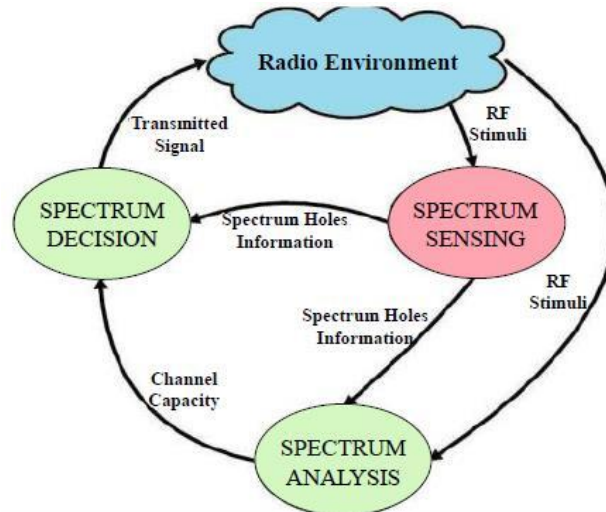 Radio Environment
Transmitted
Signal
RF
Stimuli
SPECTRUM
DECISION
Spectrum Holes
Information
SPECTRUM
SENSING
RF
Stimuli
Spectrum Holes
Information
Channel
Capacity
SPECTRUM
ANALYSIS